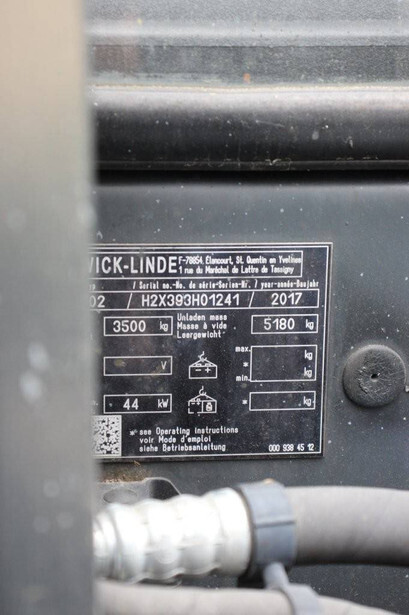 VICK-LINDE F-78854, Elancourt, St. Quentin en Yvelines
1 rue du Maréchal de Lattre de Tassigny
/ Serial no.-No. de série-Serien-Nr. / year-année-Baujahr
02 / H2X393H01241 / 2017
3500 kg
Unladen mass
Masse à vide
Leergewicht
5180 kg
V
max. kg
*
min. kg
- 44 kW
* kg
* see Operating instructions
voir Mode d'emploi
siehe Betriebsanleitung
000 938 45 12